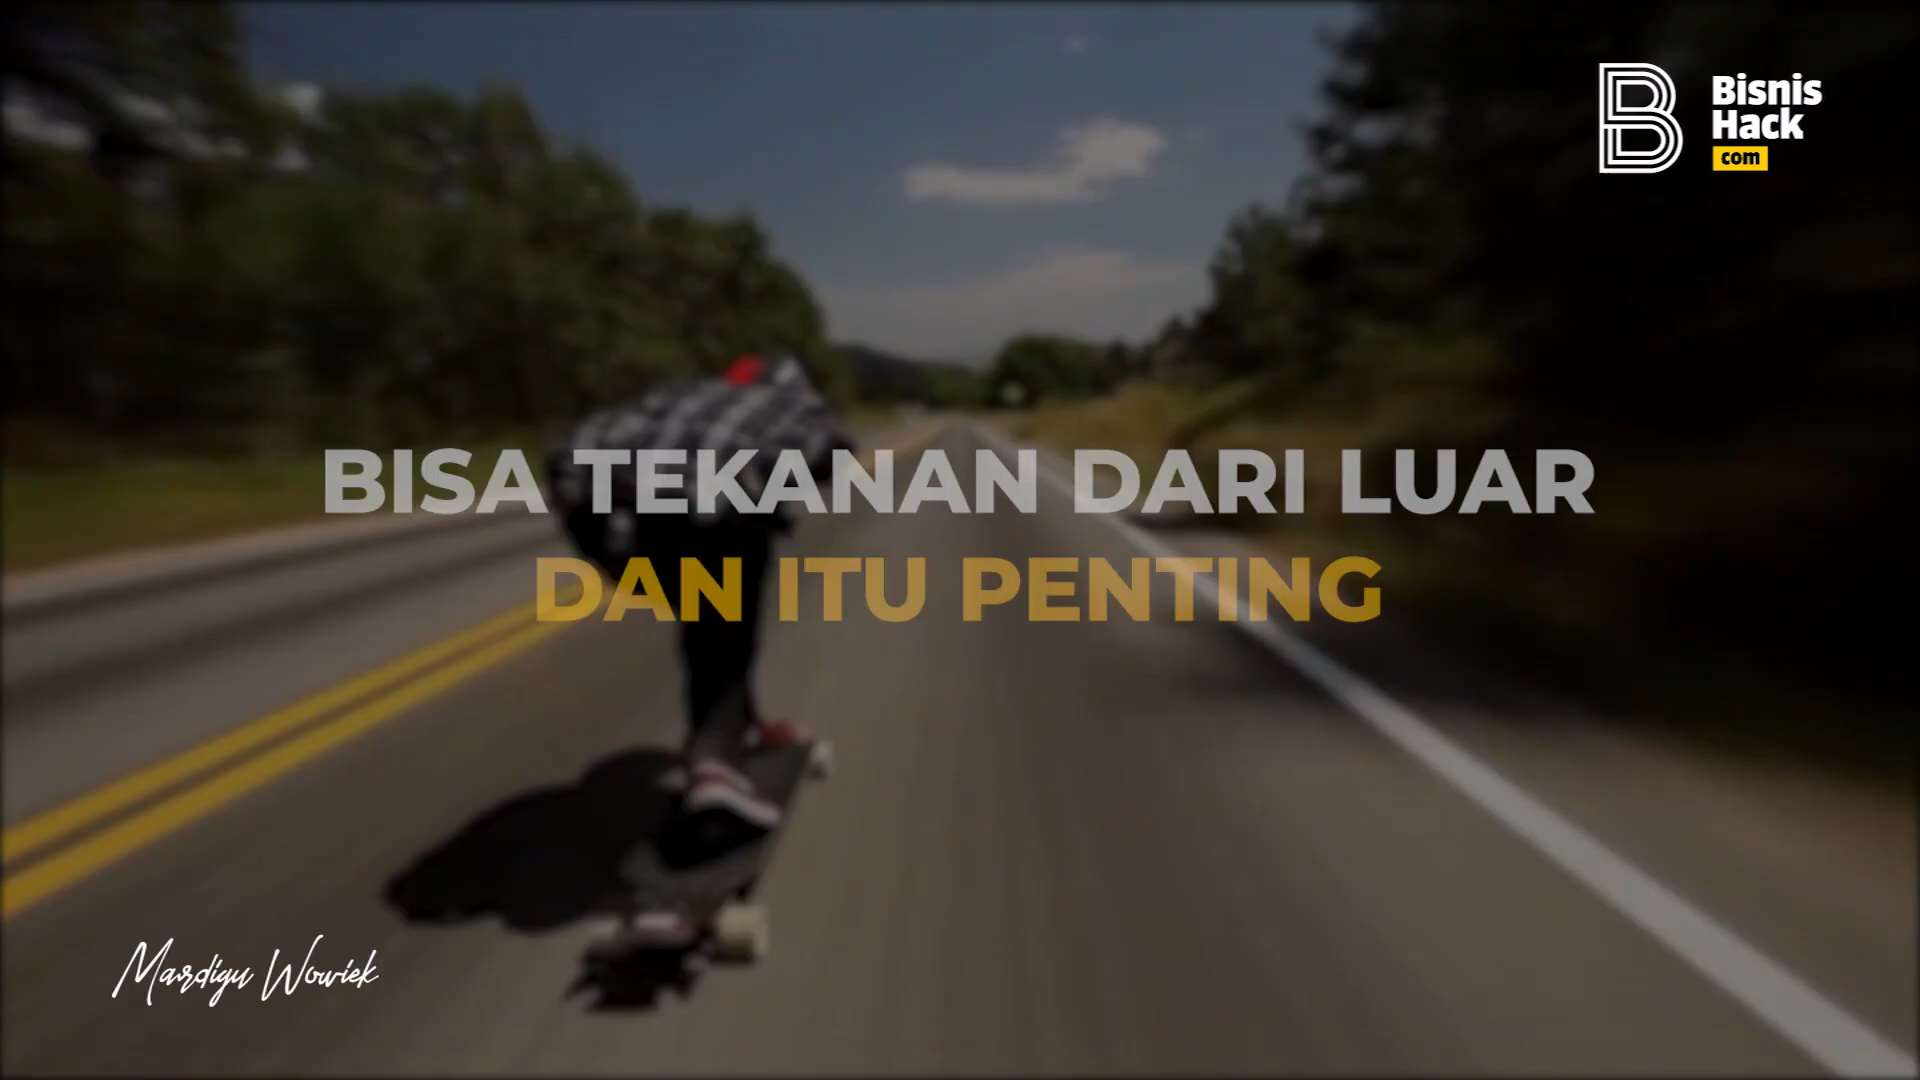 Bisnis
Hack
com
BISA TEKANAN DARI LUAR
DAN ITU PENTING
Mardigu Wowiek